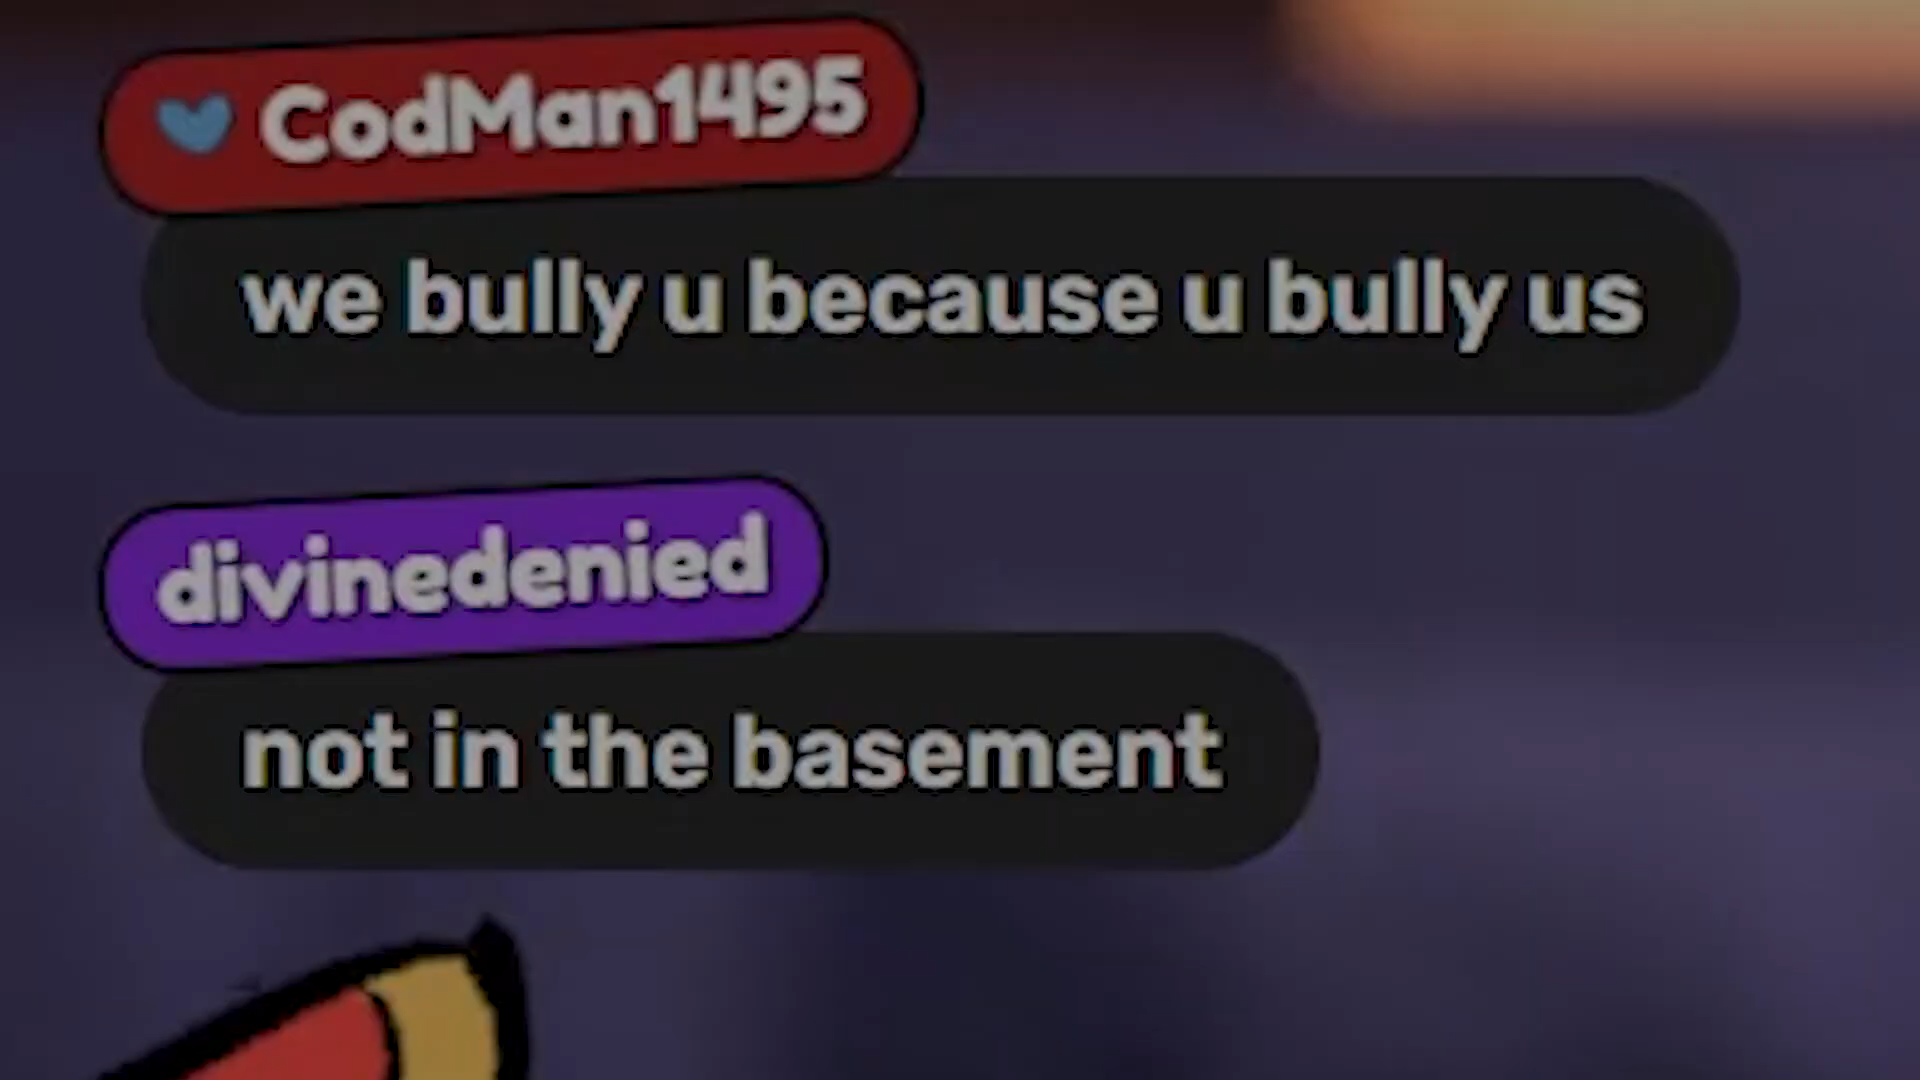 CodMan1495
we bully u because u bully us
divinedenied
not in the basement